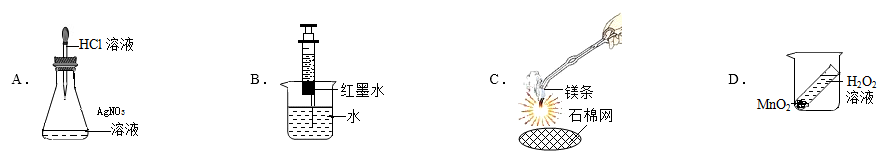 A.
HCl 溶液
AgNO3
溶液
B.
红墨水
水
C.
镁条
石棉网
D.
H2O2
溶液
MnO2